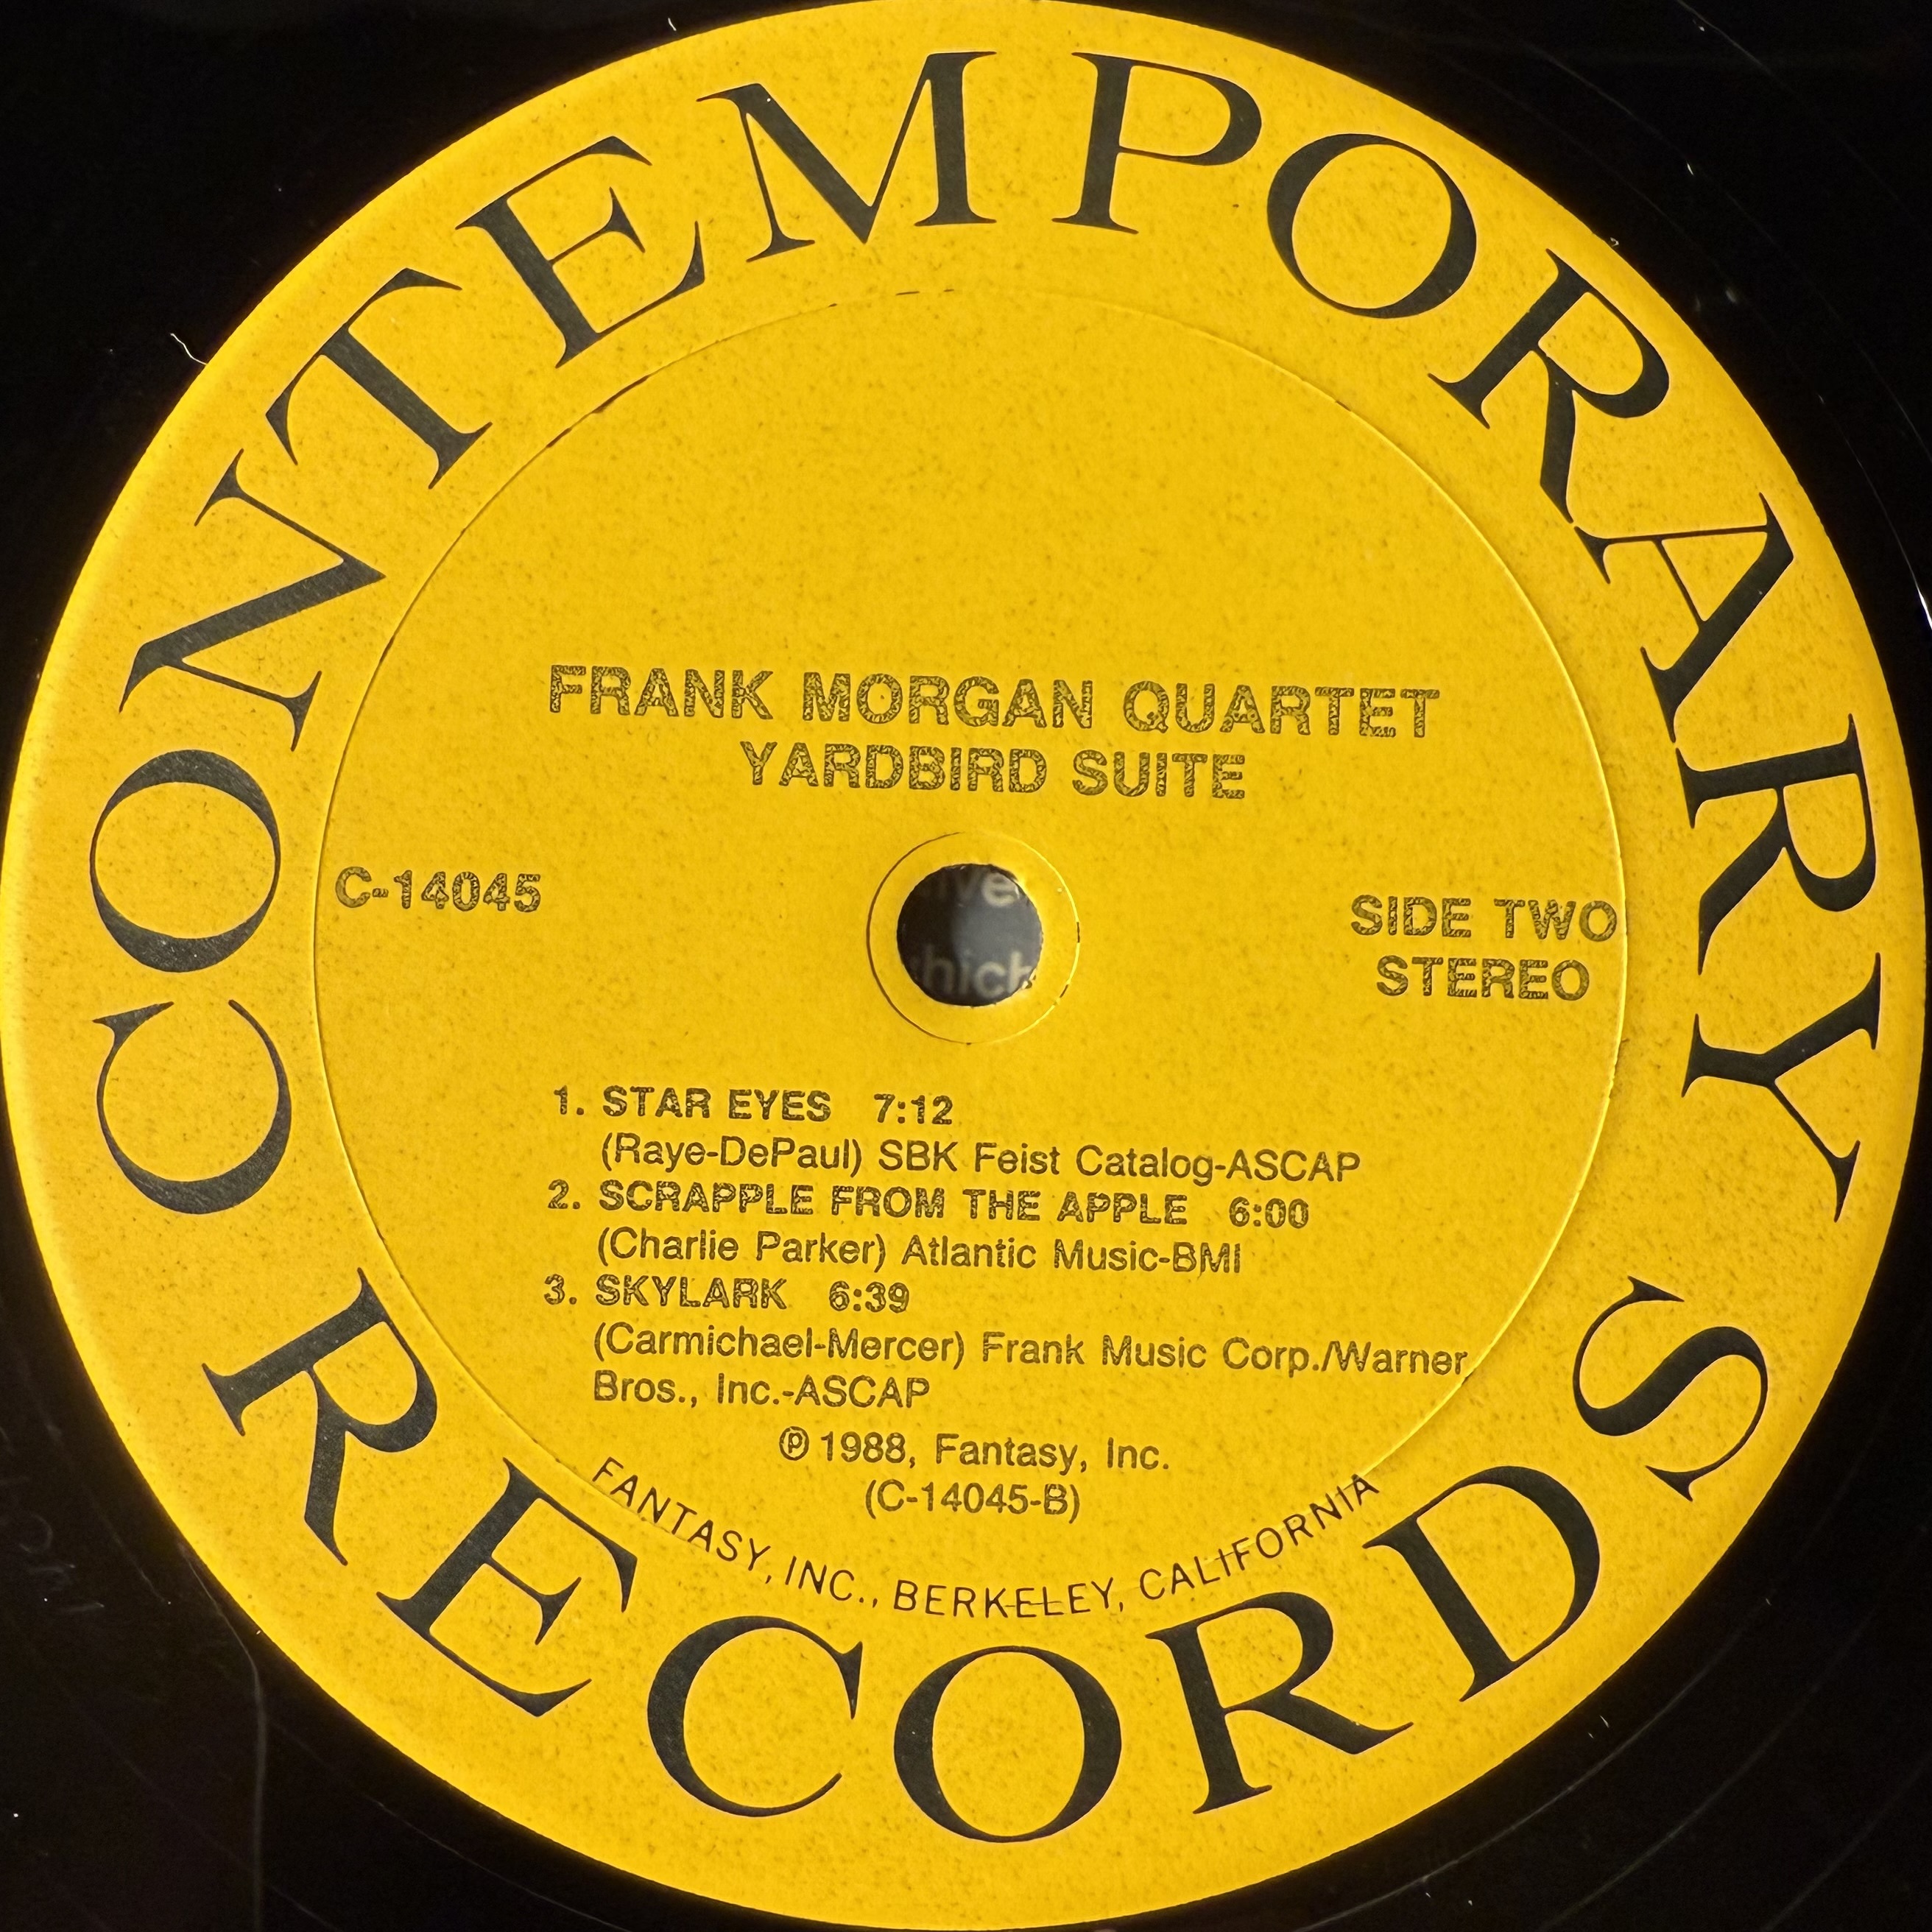 CONTEMPORARY RECORDS
FRANK MORGAN QUARTET
YARDBIRD SUITE
C-14045
SIDE TWO
STEREO
1. STAR EYES 7:12
(Raye-DePaul) SBK Feist Catalog-ASCAP
2. SCRAPPLE FROM THE APPLE 6:00
(Charlie Parker) Atlantic Music-BMI
3. SKYLARK 6:39
(Carmichael-Mercer) Frank Music Corp./Warner
Bros., Inc.-ASCAP
℗ 1988, Fantasy, Inc.
(C-14045-B)
FANTASY, INC., BERKELEY, CALIFORNIA